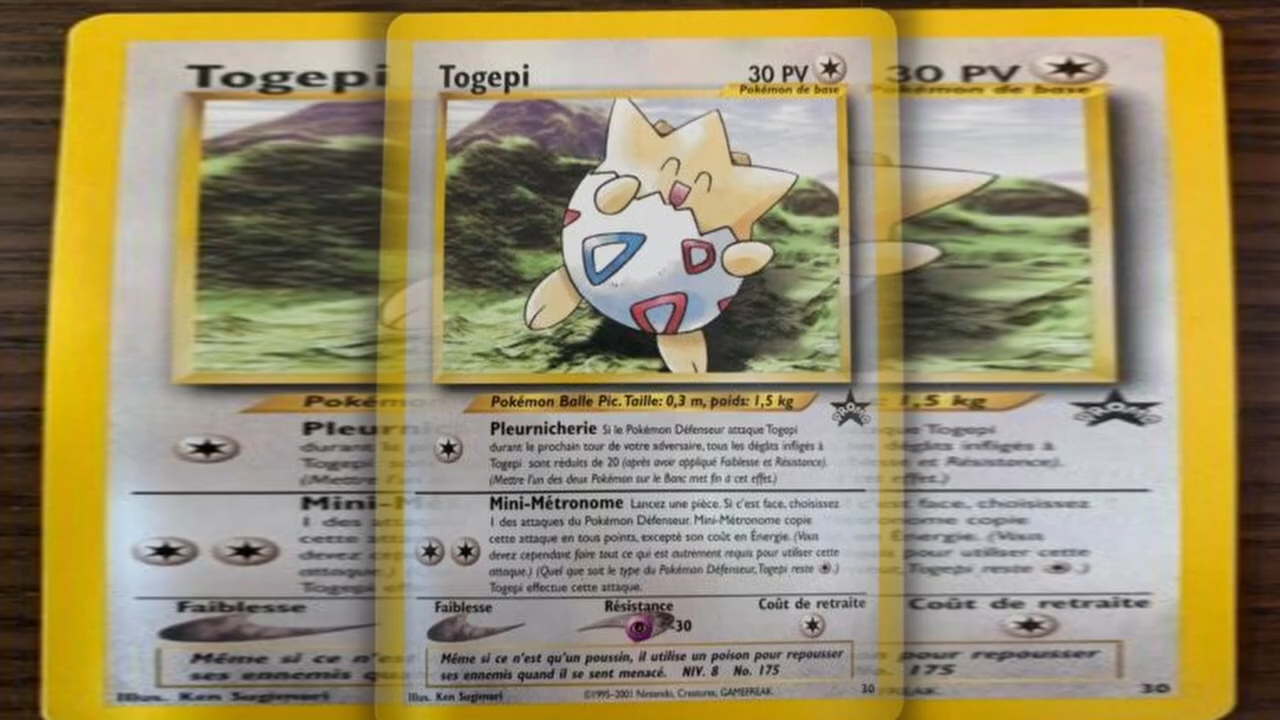 Togepi
30 PV
Pokémon de base
Pokémon Balle Pic. Taille: 0,3 m, poids: 1,5 kg
PROMO
Pleurnicherie Si le Pokémon Défenseur attaque Togepi
durant le prochain tour de votre adversaire, tous les dégâts infligés à
Togepi sont réduits de 20 (après avoir appliqué Faiblesse et Résistance).
(Mettre l'un des deux Pokémon sur le Banc met fin à cet effet.)
Mini-Métronome Lancez une pièce. Si c'est face, choisissez
1 des attaques du Pokémon Défenseur. Mini-Métronome copie
cette attaque en tous points, excepté son coût en Énergie. (Vous
devez cependant faire tout ce qui est autrement requis pour utiliser cette
attaque.) (Quel que soit le type du Pokémon Défenseur, Togepi reste .)
Togepi effectue cette attaque.
Faiblesse Résistance Coût de retraite
-30
Même si ce n'est qu'un poussin, il utilise un poison pour repousser
ses ennemis quand il se sent menacé. NIV. 8 No. 175
Illus. Ken Sugimori ©1995-2001 Nintendo, Creatures, GAMEFREAK. 30